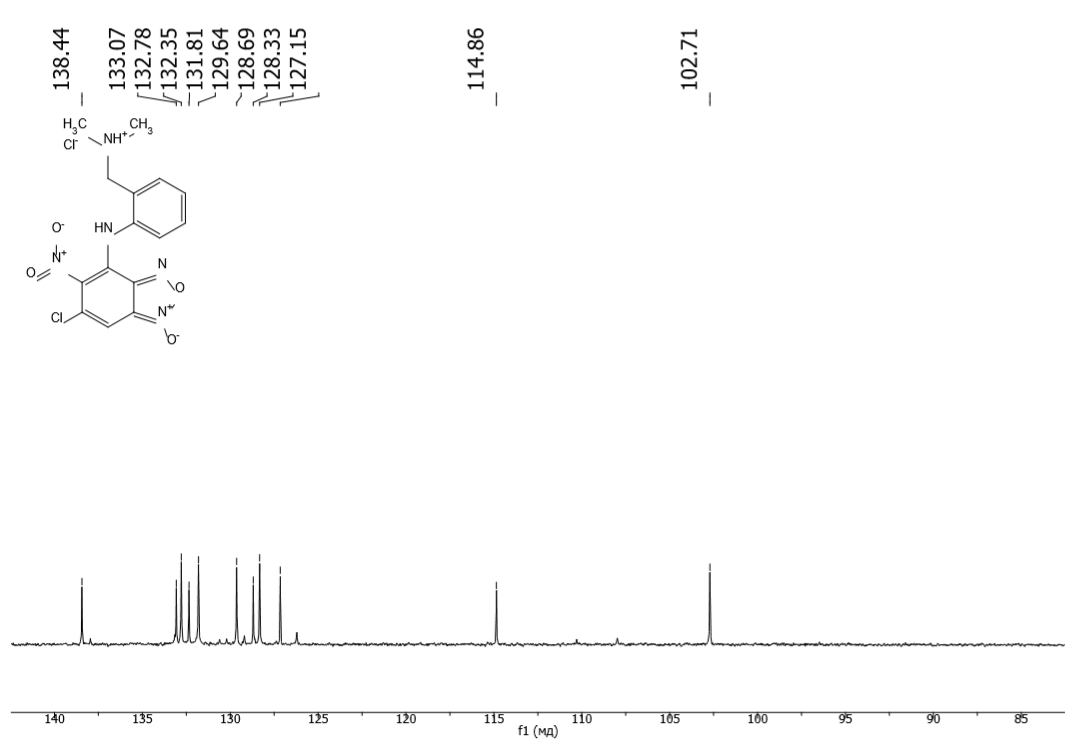 138.44
133.07
132.78
132.35
131.81
129.64
128.69
128.33
127.15
114.86
102.71
H3C CH3
NH+
Cl-
O- HN
N+ N
O O
Cl N+
O-
140 135 130 125 120 115 110 105 100 95 90 85
f1 (мд)